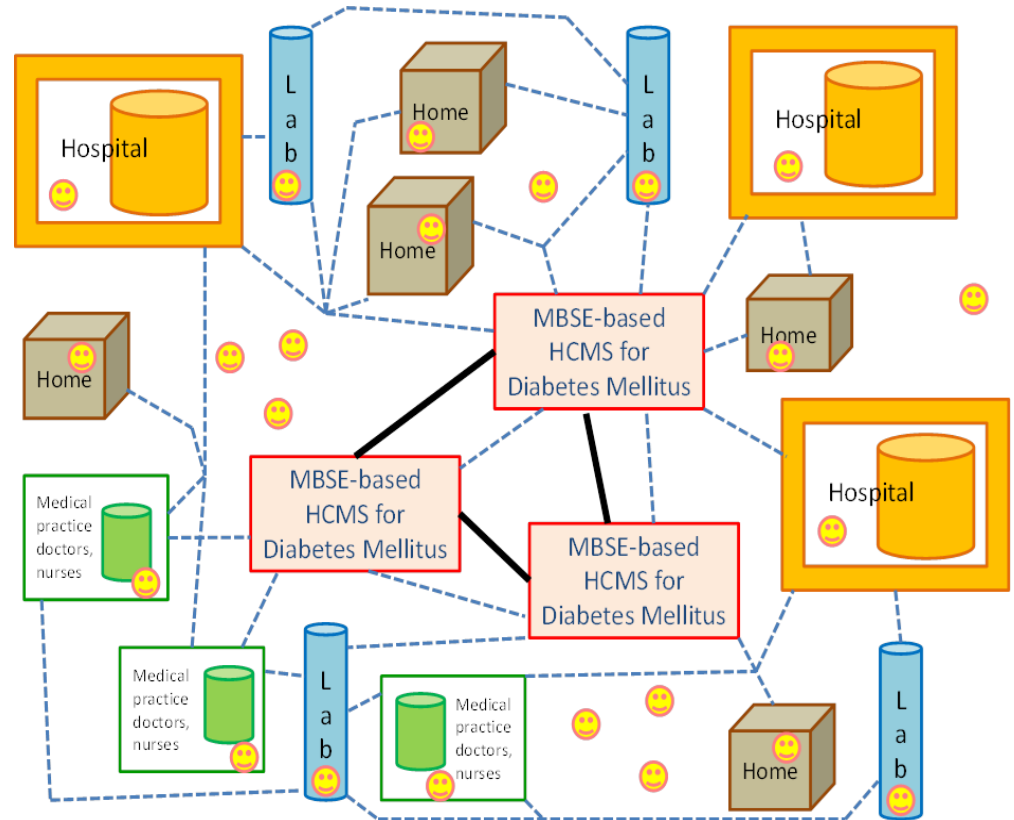 L
a
b
Home
L
a
b
Hospital
Hospital
Home
MBSE-based
HCMS for
Diabetes Mellitus
Home
Home
MBSE-based
HCMS for
Diabetes Mellitus
Hospital
Medical
practice
doctors,
nurses
MBSE-based
HCMS for
Diabetes Mellitus
Medical
practice
doctors,
nurses
L
a
b
Medical
practice
doctors,
nurses
Home
L
a
b